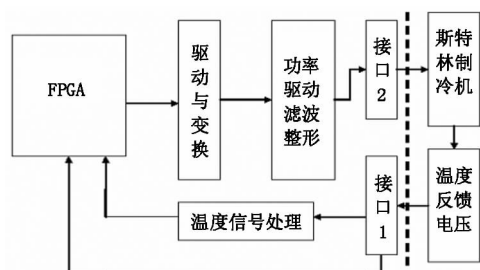 FPGA
驱
动
与
变
换
功率
驱动
滤波
整形
接
口
2
斯特
林制
冷机
温度
反馈
电压
接
口
1
温度信号处理